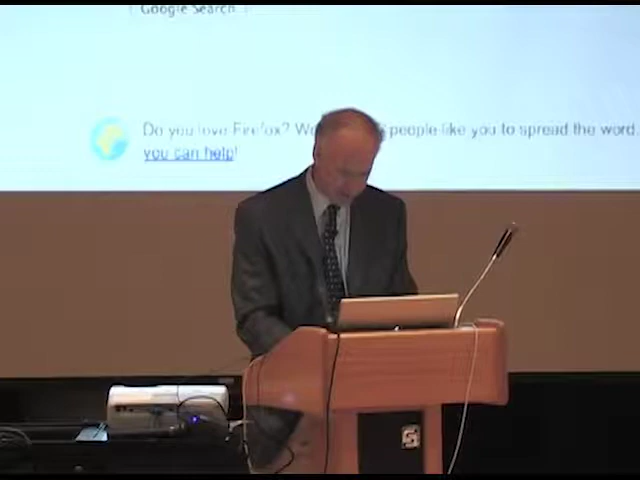 Google Search
Do you love Firefox? We people like you to spread the word.
you can help!
S